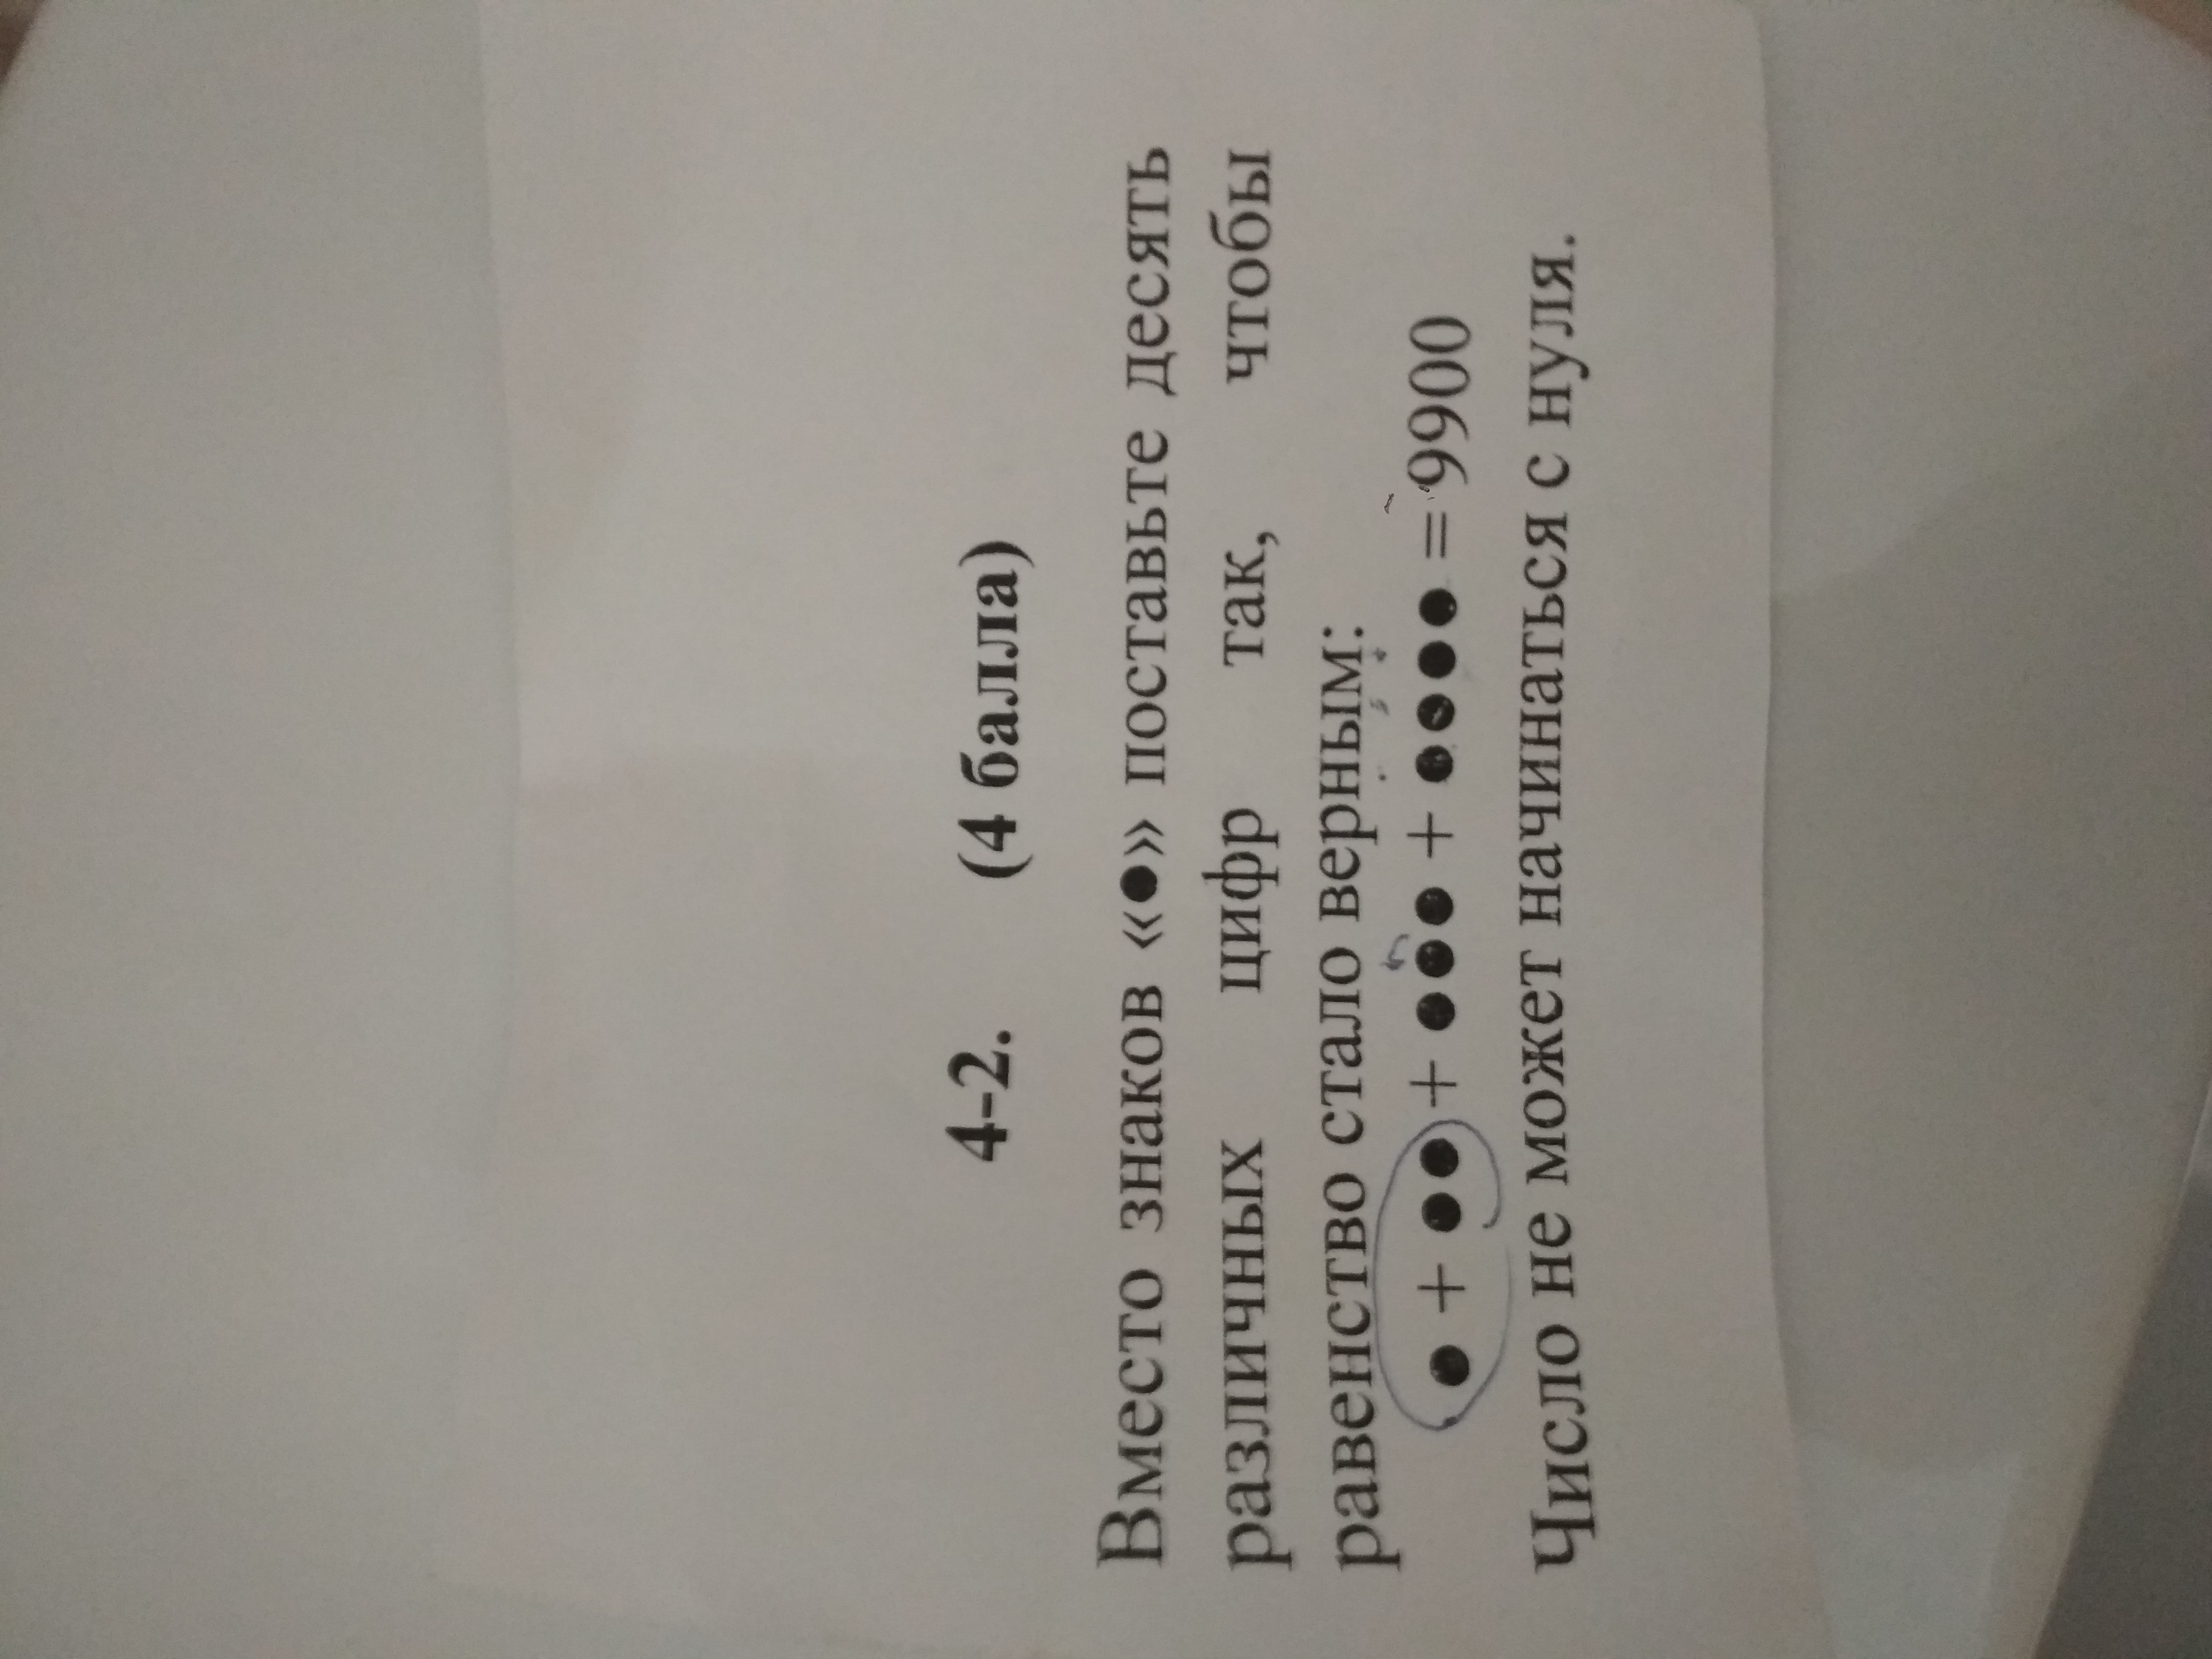 4-2. (4 балла)
Вместо знаков «●» поставьте десять
различных цифр так, чтобы
равенство стало верным:
● + ●● + ●●● + ●●●● = 9900
Число не может начинаться с нуля.